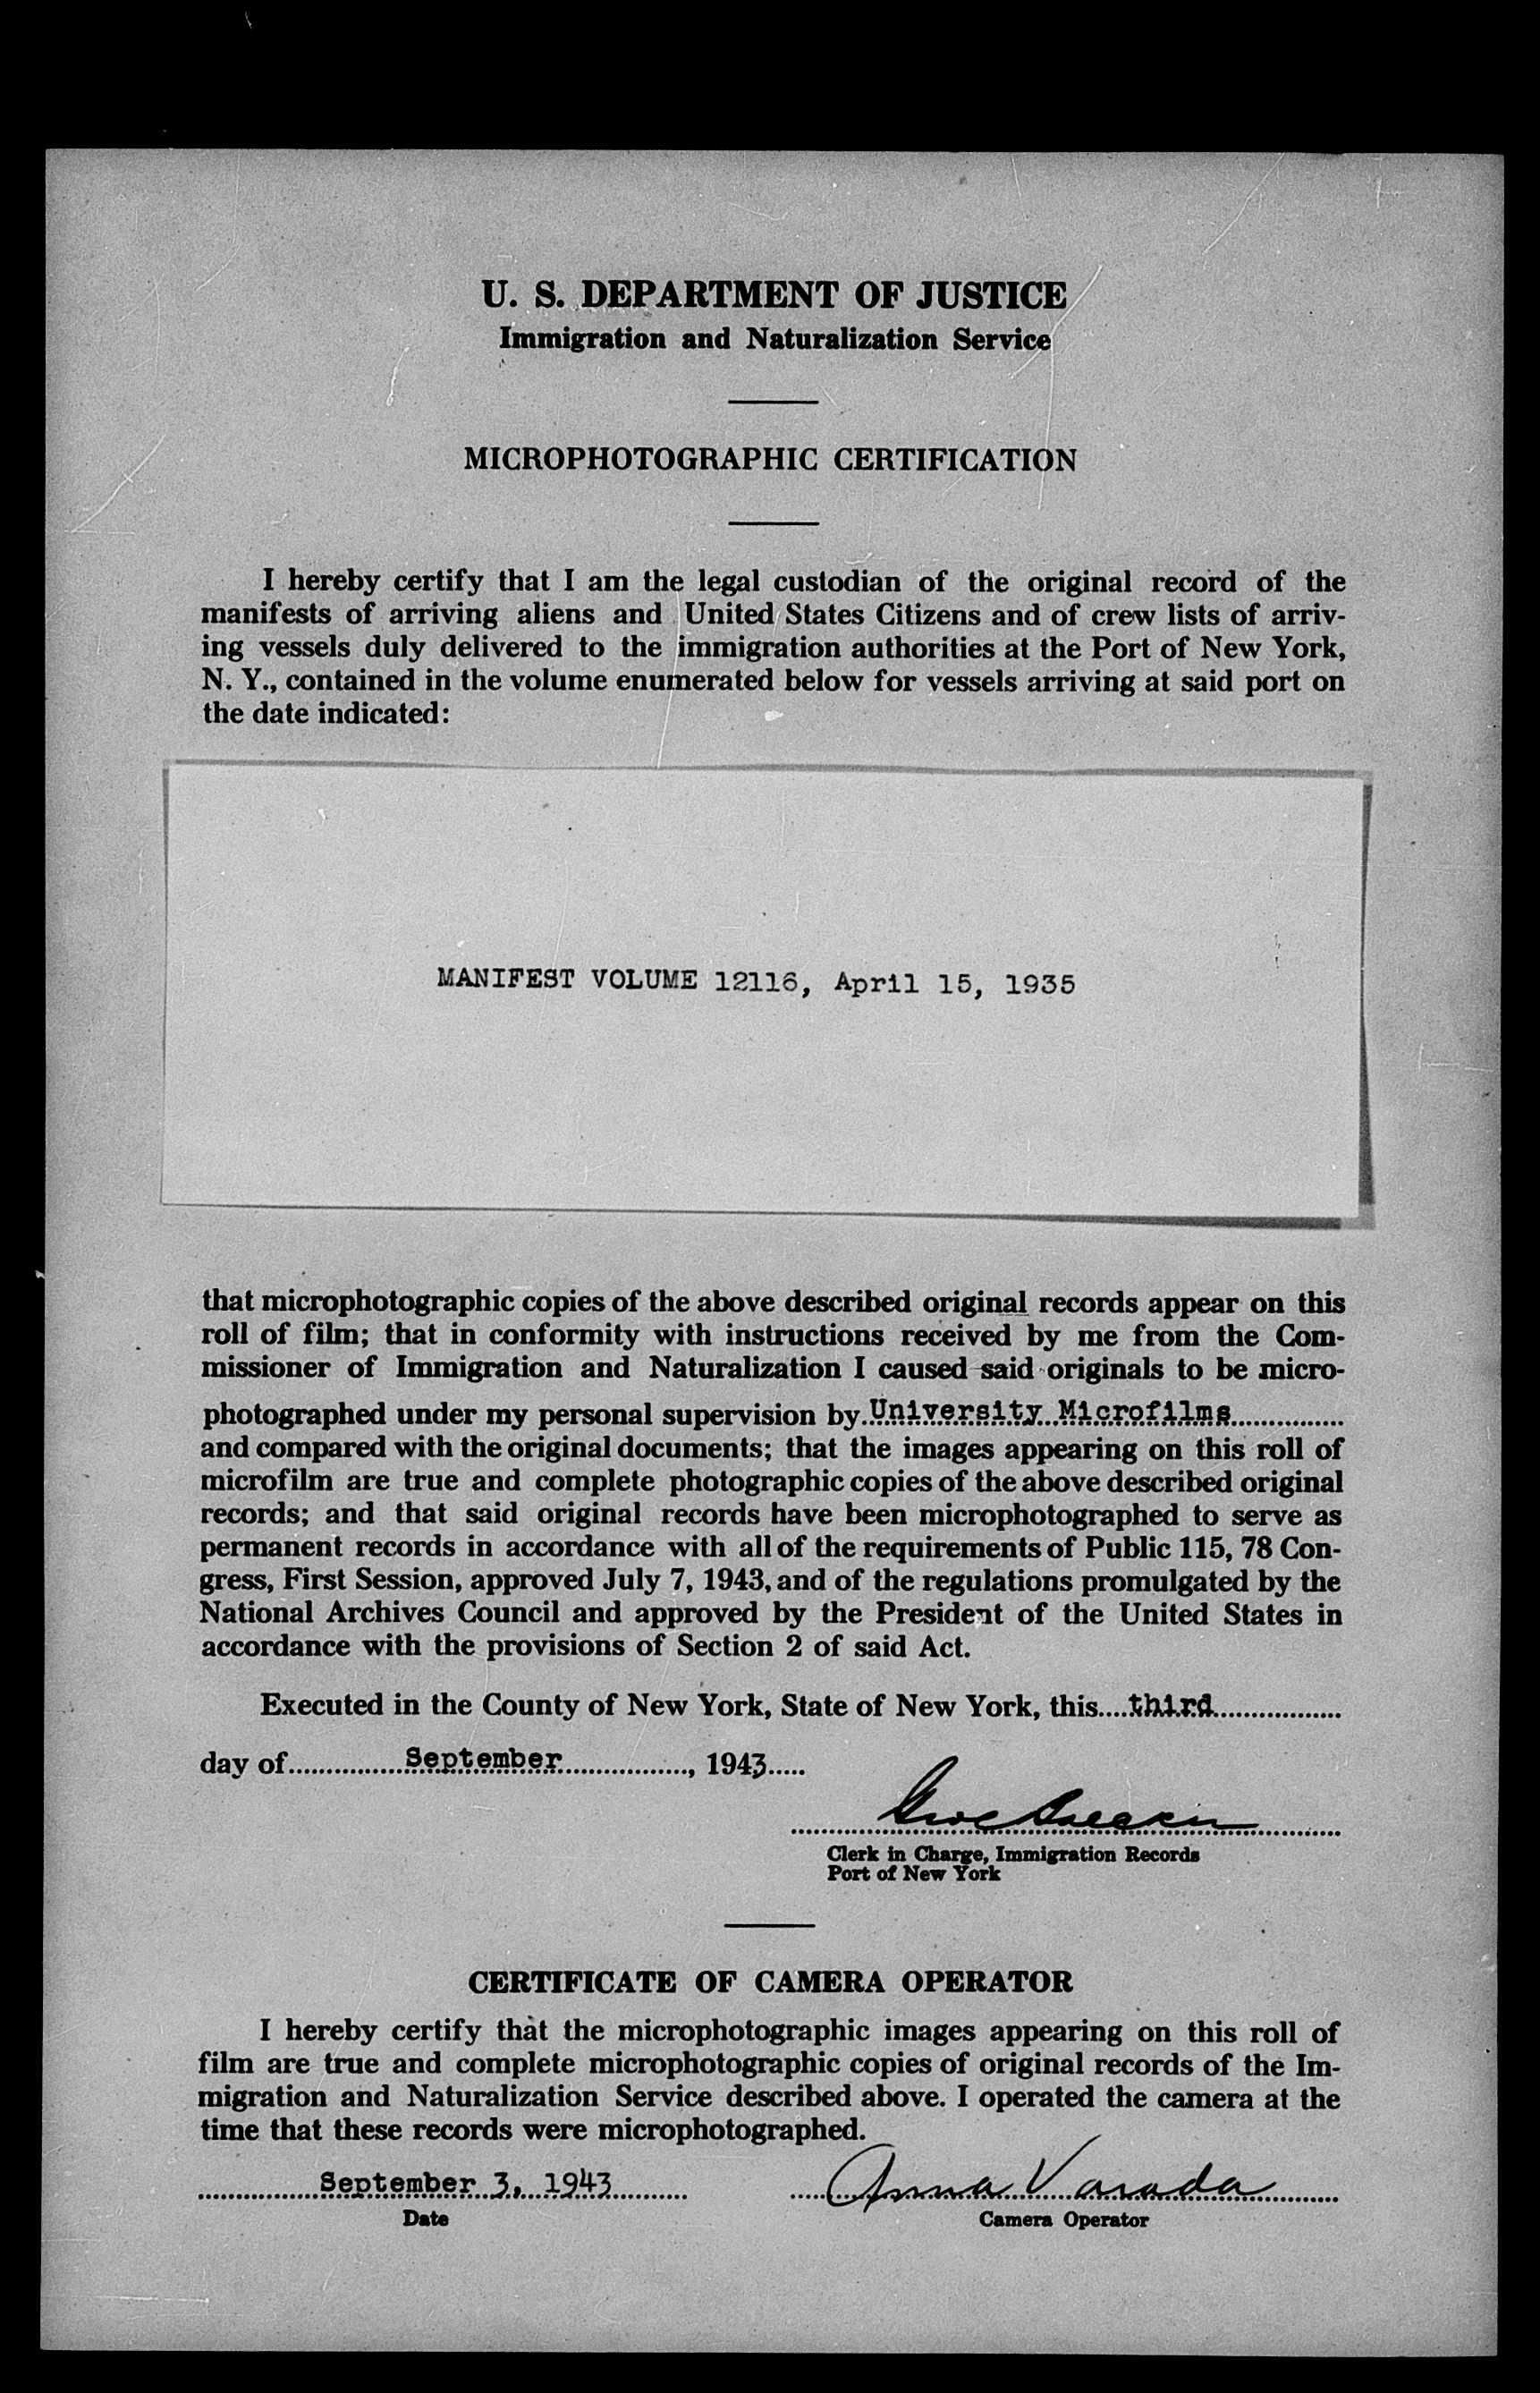 U. S. DEPARTMENT OF JUSTICE
Immigration and Naturalization Service
MICROPHOTOGRAPHIC CERTIFICATION
I hereby certify that I am the legal custodian of the original record of the
manifests of arriving aliens and United States Citizens and of crew lists of arriv-
ing vessels duly delivered to the immigration authorities at the Port of New York,
N. Y., contained in the volume enumerated below for vessels arriving at said port on
the date indicated:
MANIFEST VOLUME 12116, April 15, 1935
that microphotographic copies of the above described original records appear on this
roll of film; that in conformity with instructions received by me from the Com-
missioner of Immigration and Naturalization I caused said originals to be micro-
photographed under my personal supervision by University Microfilms
and compared with the original documents; that the images appearing on this roll of
microfilm are true and complete photographic copies of the above described original
records; and that said original records have been microphotographed to serve as
permanent records in accordance with all of the requirements of Public 115, 78 Con-
gress, First Session, approved July 7, 1943, and of the regulations promulgated by the
National Archives Council and approved by the President of the United States in
accordance with the provisions of Section 2 of said Act.
Executed in the County of New York, State of New York, this....third
day of September, 1943
Clerk in Charge, Immigration Records
Port of New York
CERTIFICATE OF CAMERA OPERATOR
I hereby certify that the microphotographic images appearing on this roll of
film are true and complete microphotographic copies of original records of the Im-
migration and Naturalization Service described above. I operated the camera at the
time that these records were microphotographed.
September 3, 1943 Anna Varada
Date Camera Operator